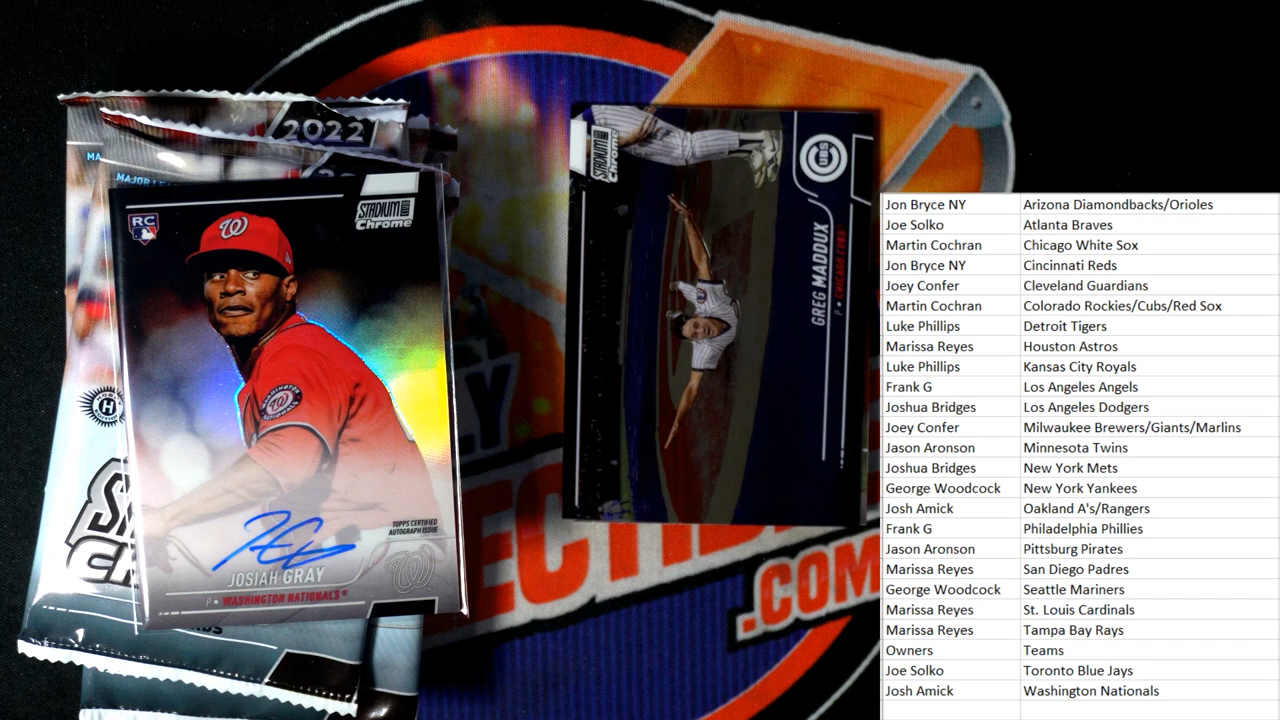 2022
MA
MAJOR LEA
RC
STADIUM
Chrome
W
W
TOPPS CERTIFIED
AUTOGRAPH ISSUE
JOSIAH GRAY
P • WASHINGTON NATIONALS®
H
STADIUM
Chrome
CUBS
GREG MADDUX
P • CHICAGO CUBS
LY
ECTIBL
.COM
Jon Bryce NY Arizona Diamondbacks/Orioles
Joe Solko Atlanta Braves
Martin Cochran Chicago White Sox
Jon Bryce NY Cincinnati Reds
Joey Confer Cleveland Guardians
Martin Cochran Colorado Rockies/Cubs/Red Sox
Luke Phillips Detroit Tigers
Marissa Reyes Houston Astros
Luke Phillips Kansas City Royals
Frank G Los Angeles Angels
Joshua Bridges Los Angeles Dodgers
Joey Confer Milwaukee Brewers/Giants/Marlins
Jason Aronson Minnesota Twins
Joshua Bridges New York Mets
George Woodcock New York Yankees
Josh Amick Oakland A's/Rangers
Frank G Philadelphia Phillies
Jason Aronson Pittsburg Pirates
Marissa Reyes San Diego Padres
George Woodcock Seattle Mariners
Marissa Reyes St. Louis Cardinals
Marissa Reyes Tampa Bay Rays
Owners Teams
Joe Solko Toronto Blue Jays
Josh Amick Washington Nationals